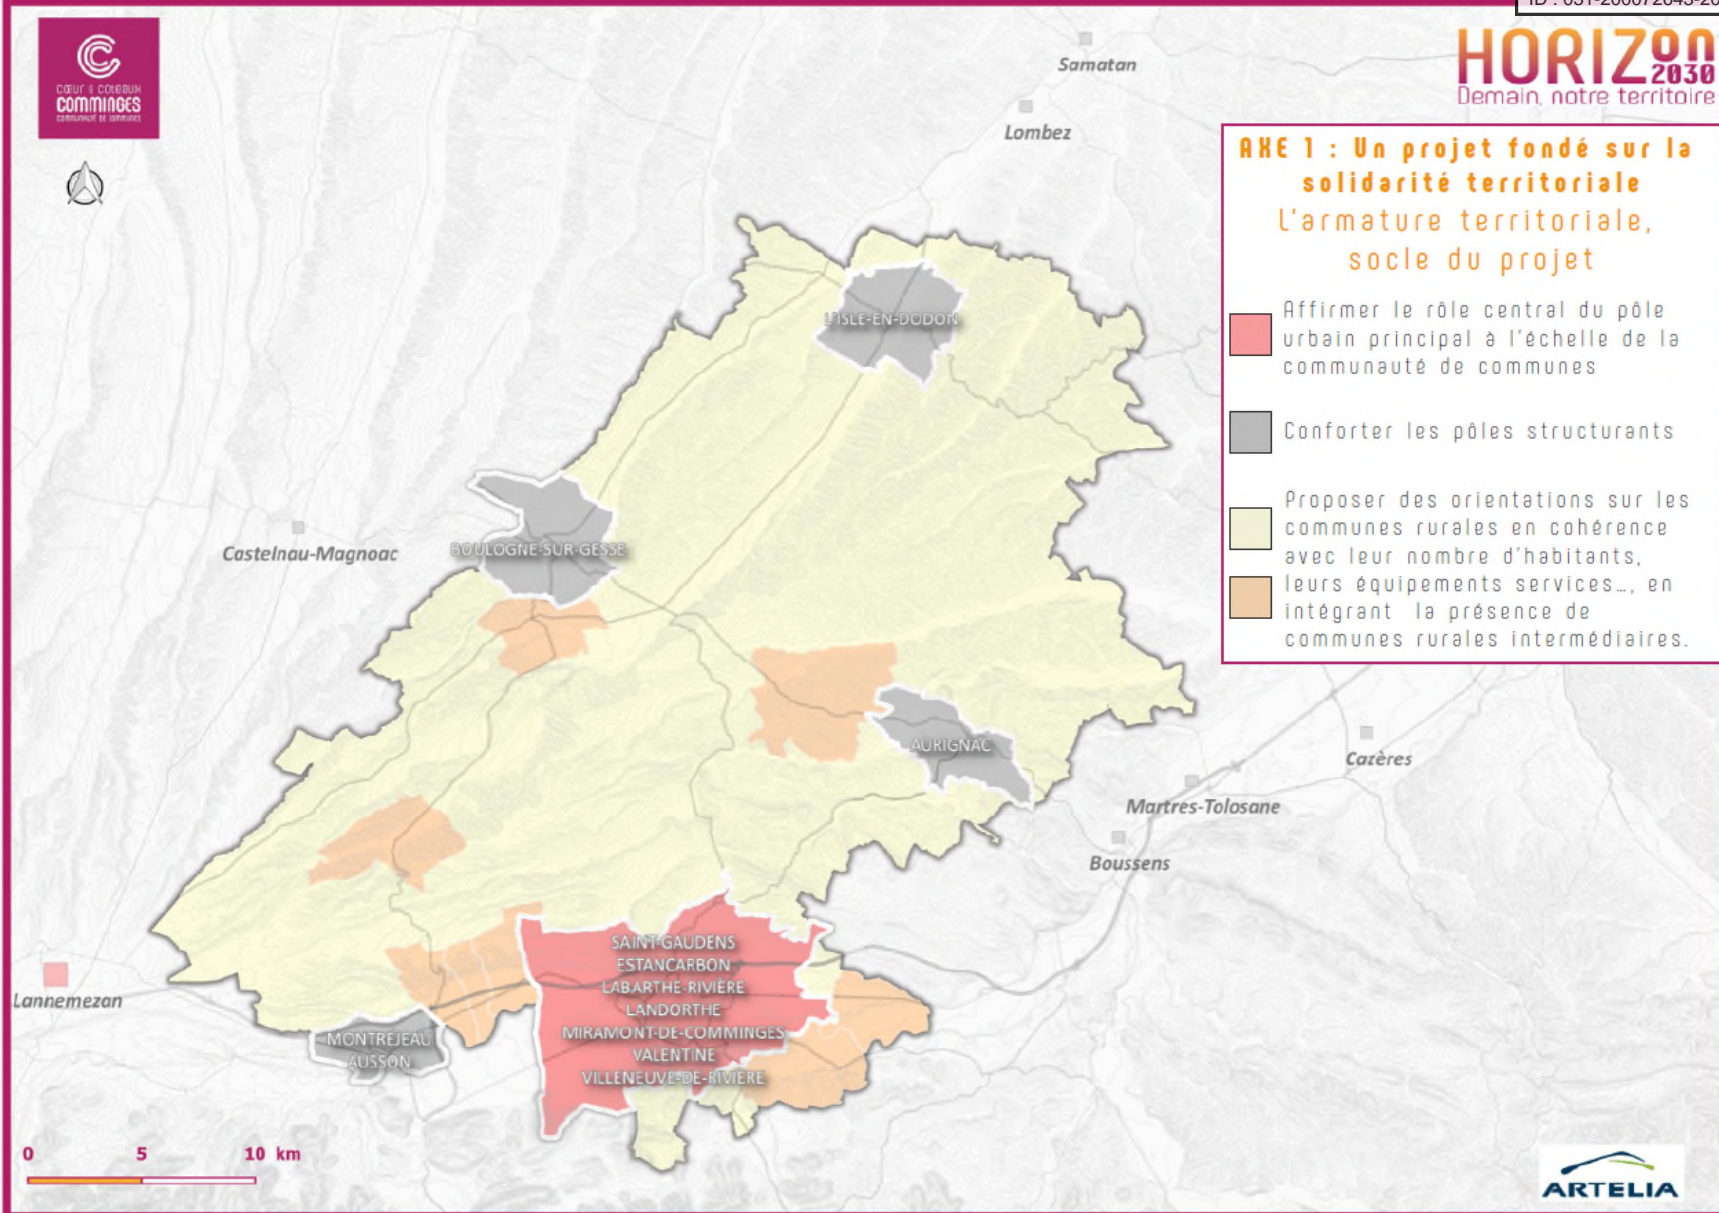 CŒUR & COTEAUX
COMMINGES
COMMUNAUTÉ DE COMMUNES
HORIZON
2030
Demain, notre territoire
AXE 1 : Un projet fondé sur la
solidarité territoriale
L'armature territoriale,
socle du projet
Affirmer le rôle central du pôle
urbain principal à l'échelle de la
communauté de communes
Conforter les pôles structurants
Proposer des orientations sur les
communes rurales en cohérence
avec leur nombre d'habitants,
leurs équipements services…, en
intégrant la présence de
communes rurales intermédiaires.
Samatan
Lombez
L'ISLE-EN-DODON
BOULOGNE-SUR-GESSE
Castelnau-Magnoac
AURIGNAC
Cazères
Martres-Tolosane
Boussens
SAINT-GAUDENS
ESTANCARBON
LABARTHE-RIVIÈRE
LANDORTHE
MIRAMONT-DE-COMMINGES
VALENTINE
VILLENEUVE-DE-RIVIÈRE
Lannemezan
MONTREJEAU
AUSSON
0 5 10 km
ARTELIA